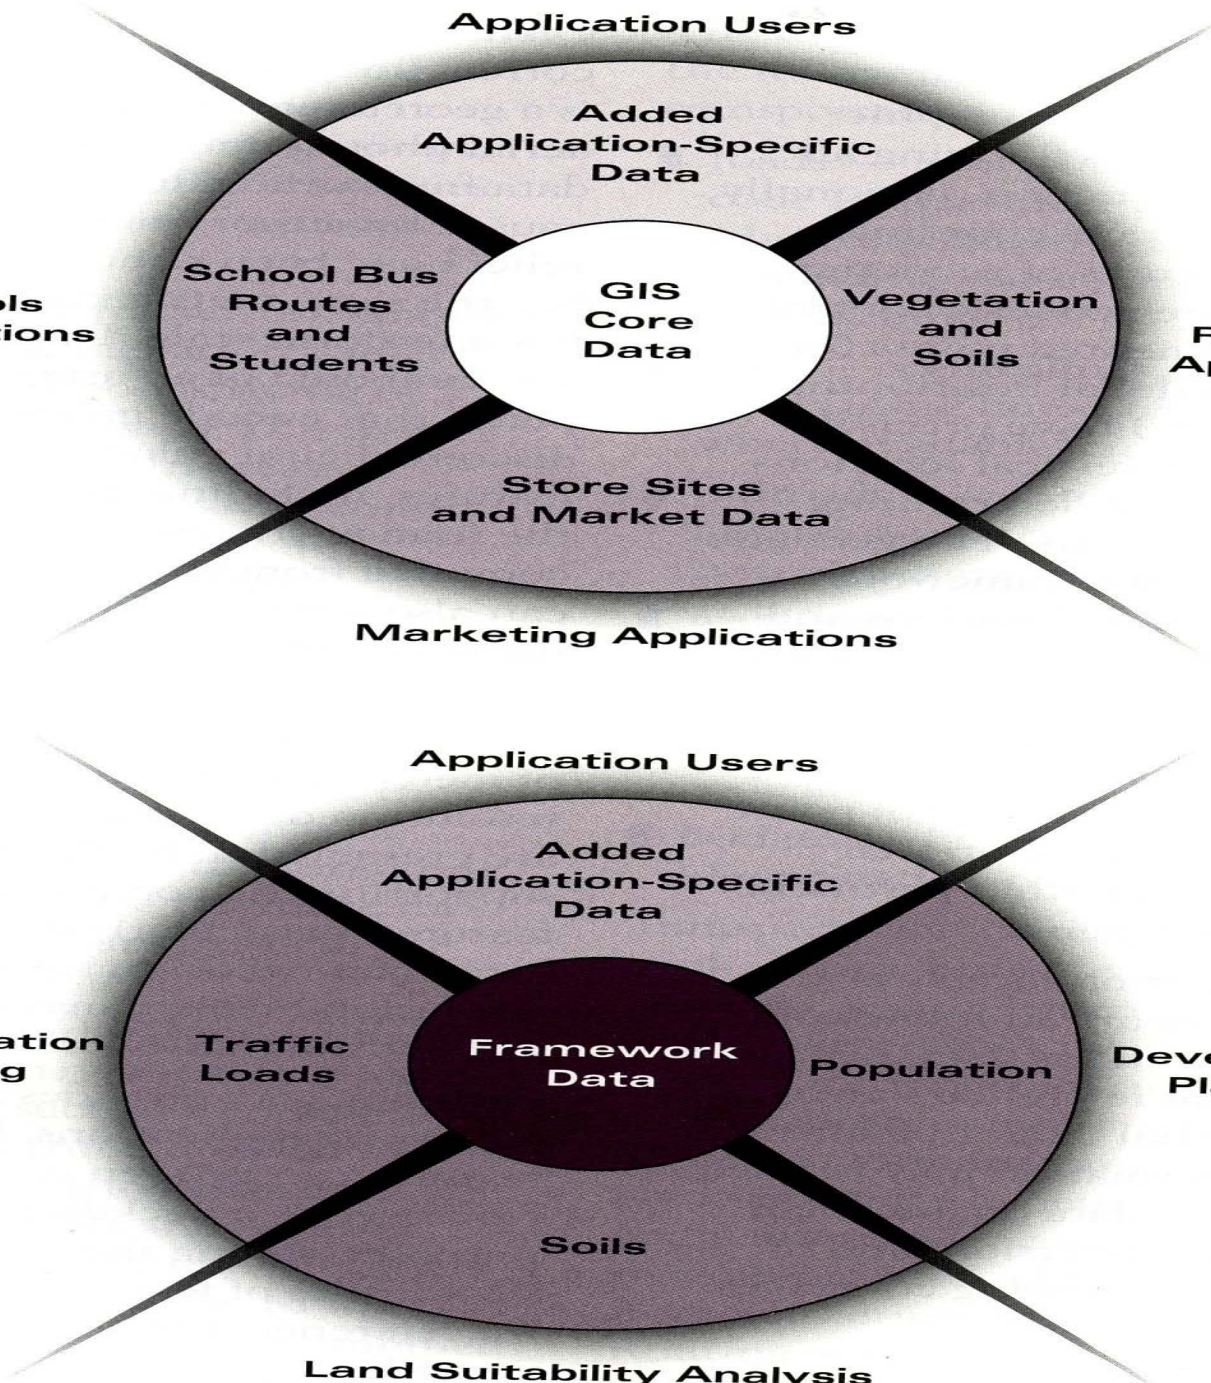 Application Users
Added
Application-Specific
Data
School Bus
Routes
and
Students
GIS
Core
Data
Vegetation
and
Soils
Store Sites
and Market Data
Marketing Applications
Application Users
Added
Application-Specific
Data
Traffic
Loads
Framework
Data
Population
Soils
Land Suitability Analysis